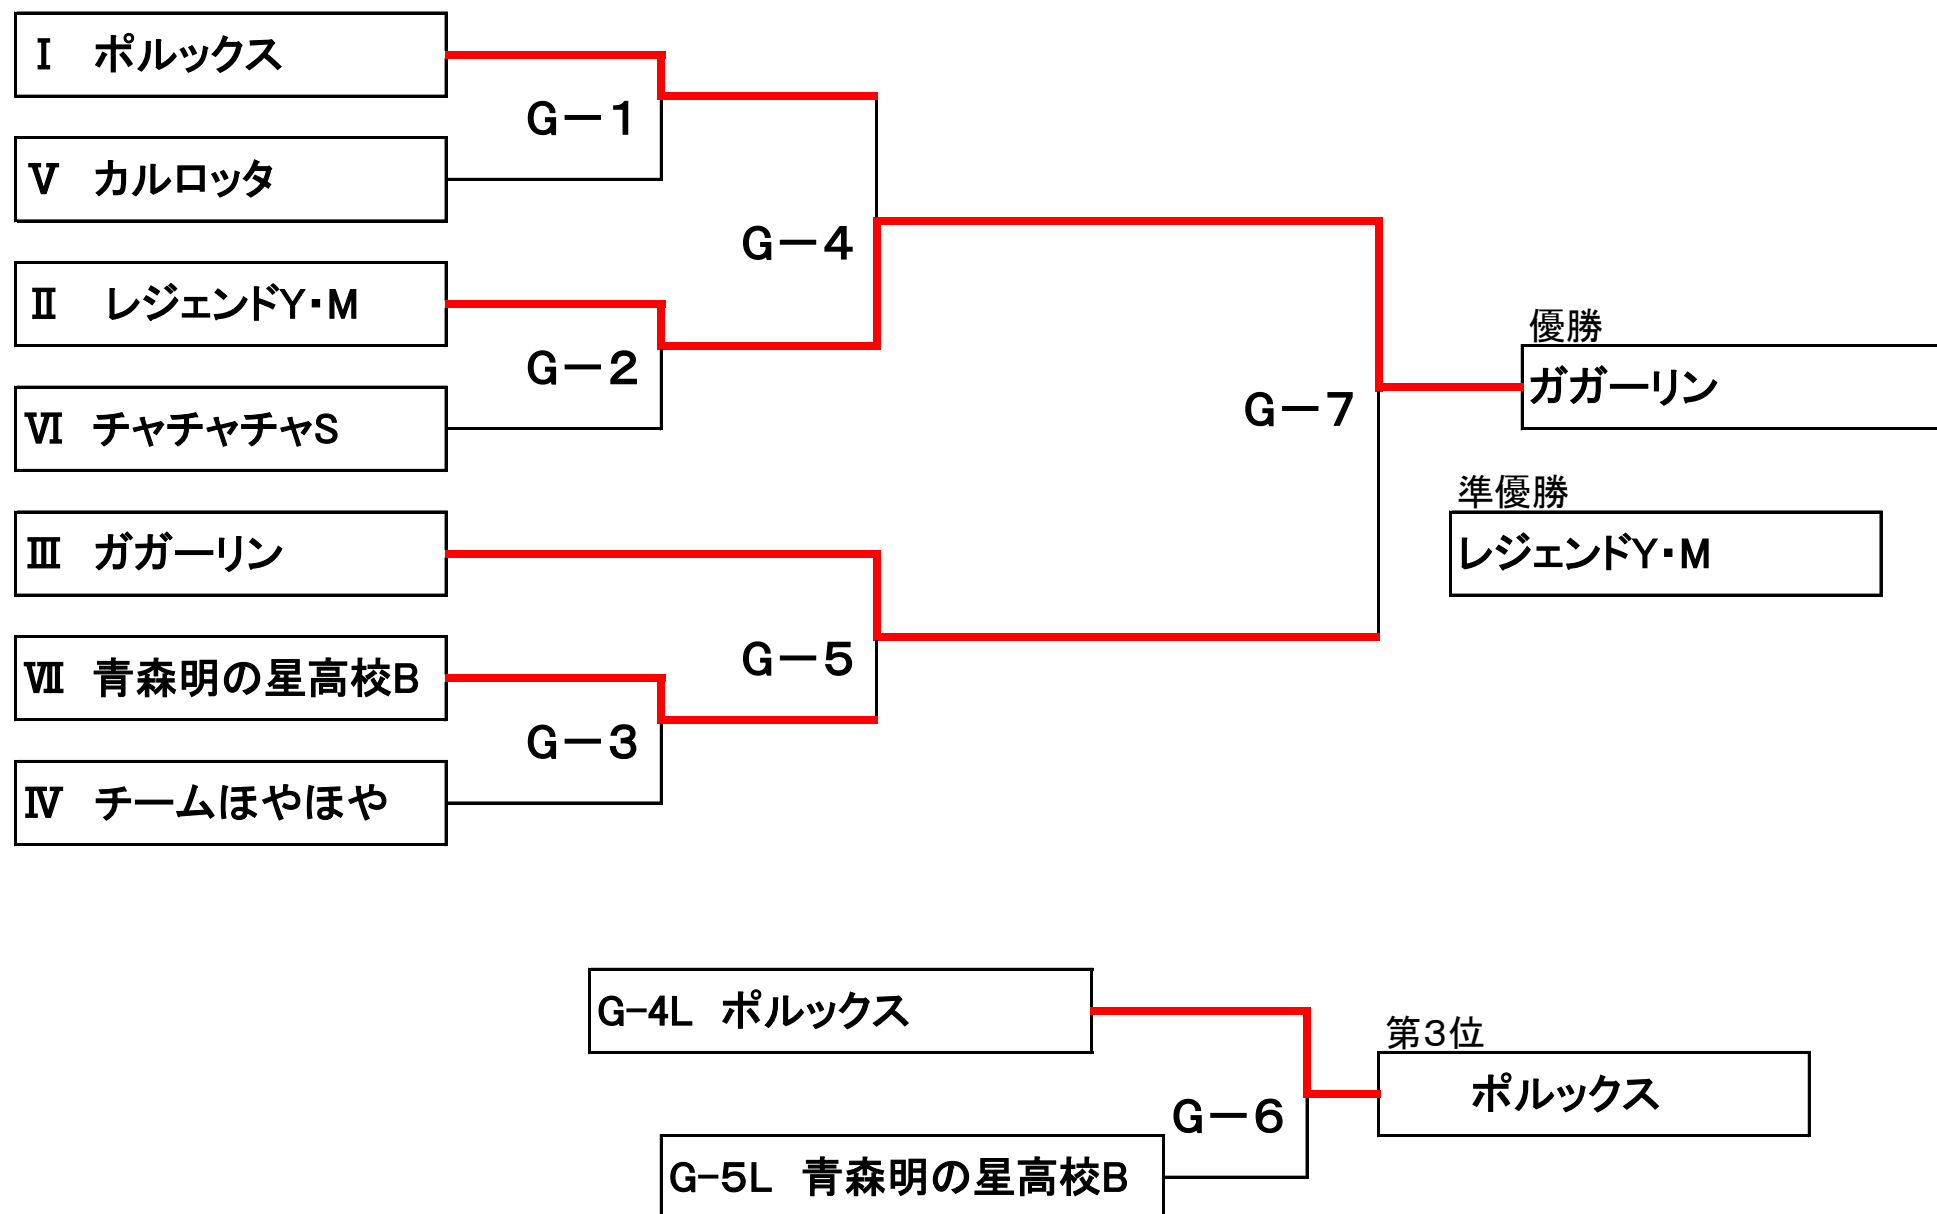 Ⅰ ポルックス
G－1
Ⅴ カルロッタ
G－4
Ⅱ レジェンドY・M
優勝
G－2
ガガーリン
G－7
Ⅵ チャチャチャS
準優勝
Ⅲ ガガーリン
レジェンドY・M
G－5
Ⅶ 青森明の星高校B
G－3
Ⅳ チームほやほや
G-4L ポルックス
第3位
ポルックス
G－6
G-5L 青森明の星高校B